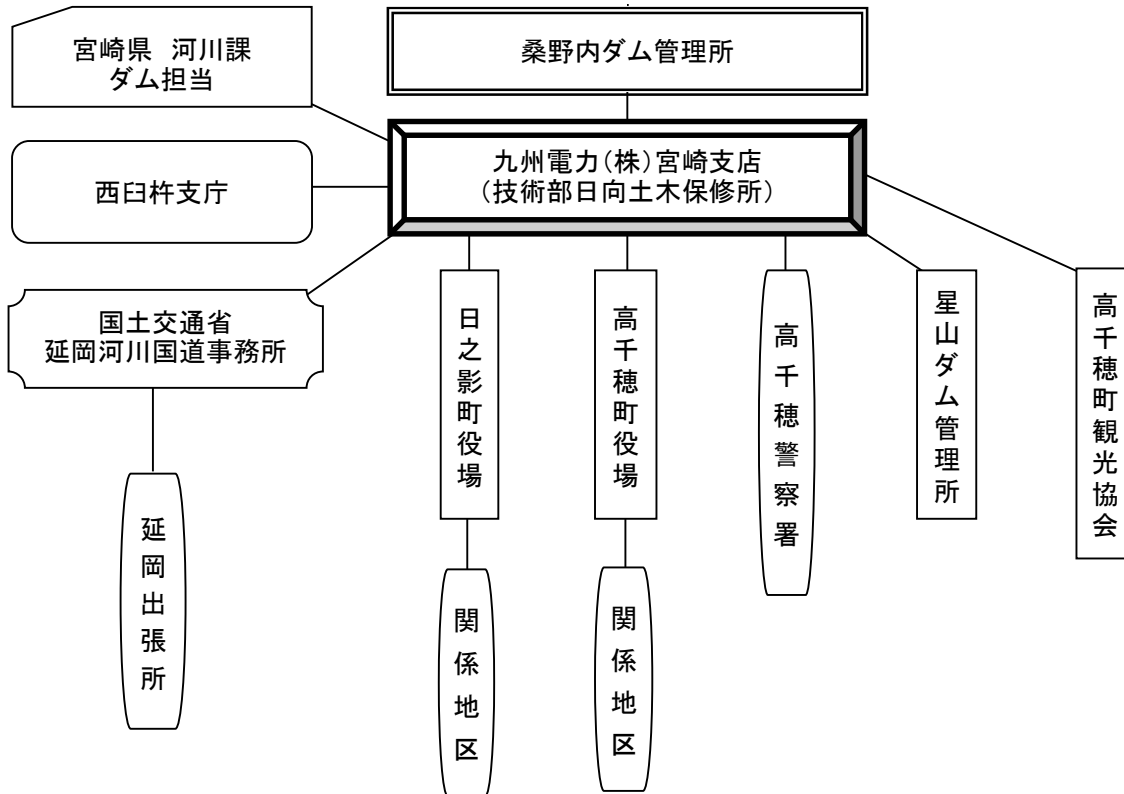 宮崎県 河川課
ダム担当
桑野内ダム管理所
九州電力(株)宮崎支店
(技術部日向土木保修所)
西臼杵支庁
国土交通省
延岡河川国道事務所
日之影町役場
高千穂町役場
高千穂警察署
星山ダム管理所
高千穂町観光協会
延岡出張所
関係地区
関係地区